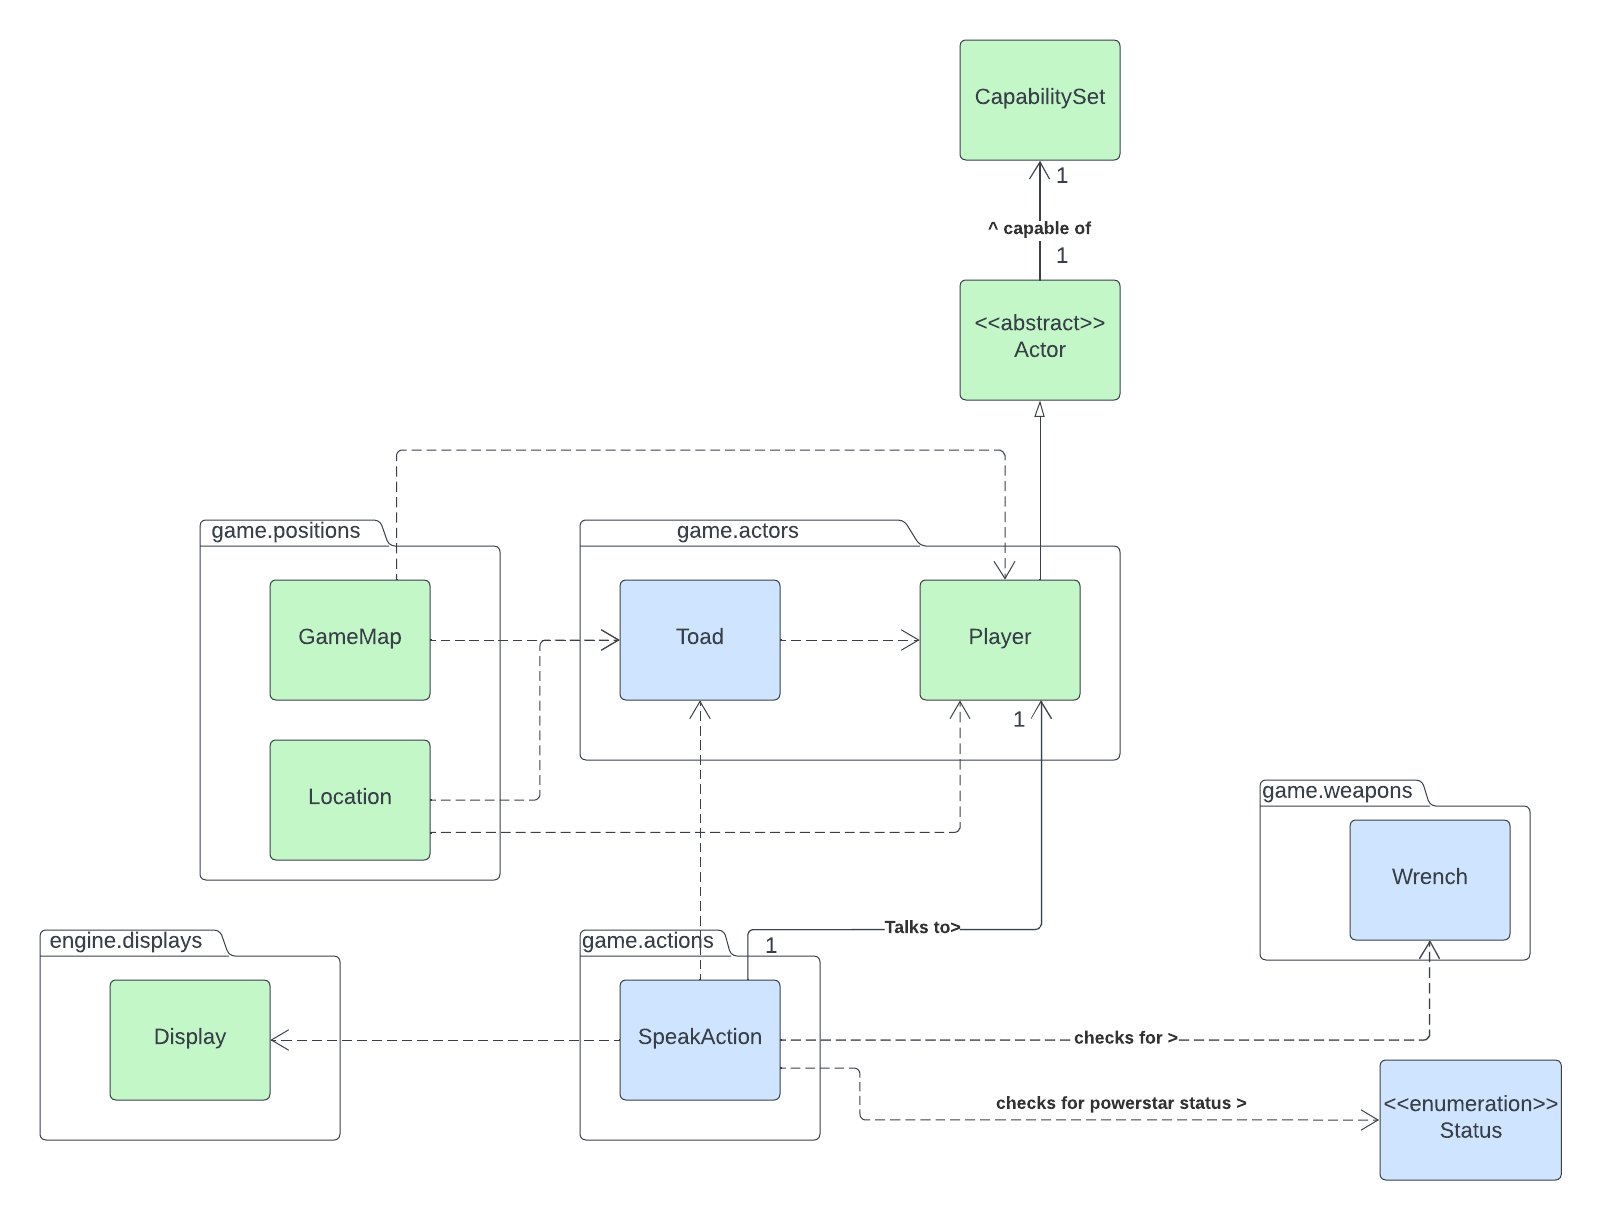 CapabilitySet
1
^ capable of
1
<<abstract>>
Actor
game.positions
game.actors
GameMap
Toad
Player
1
Location
game.weapons
Wrench
Talks to>
engine.displays
game.actions
1
Display
SpeakAction
checks for >
checks for powerstar status >
<<enumeration>>
Status